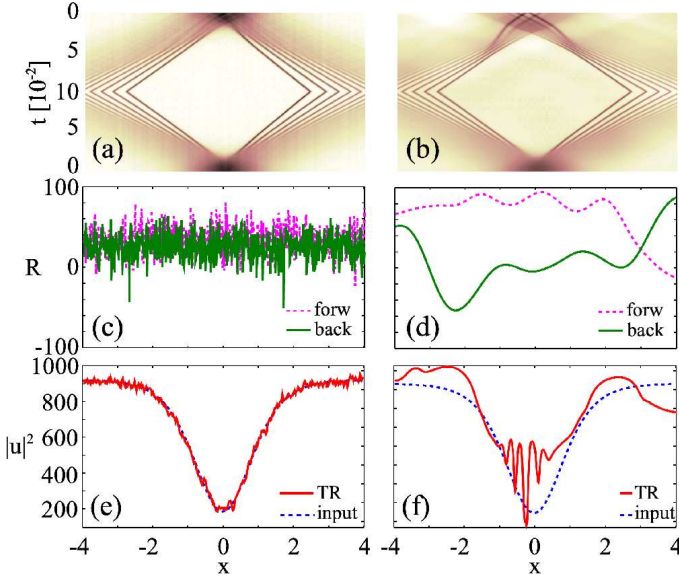 0
5
t [10⁻²]
10
5
0
(a)
(b)
100
R
0
-100
(c)
forw
back
(d)
forw
back
1000
800
|u|²
600
400
200
(e)
TR
input
(f)
TR
input
-4 -2 0 2 4
x
-4 -2 0 2 4
x